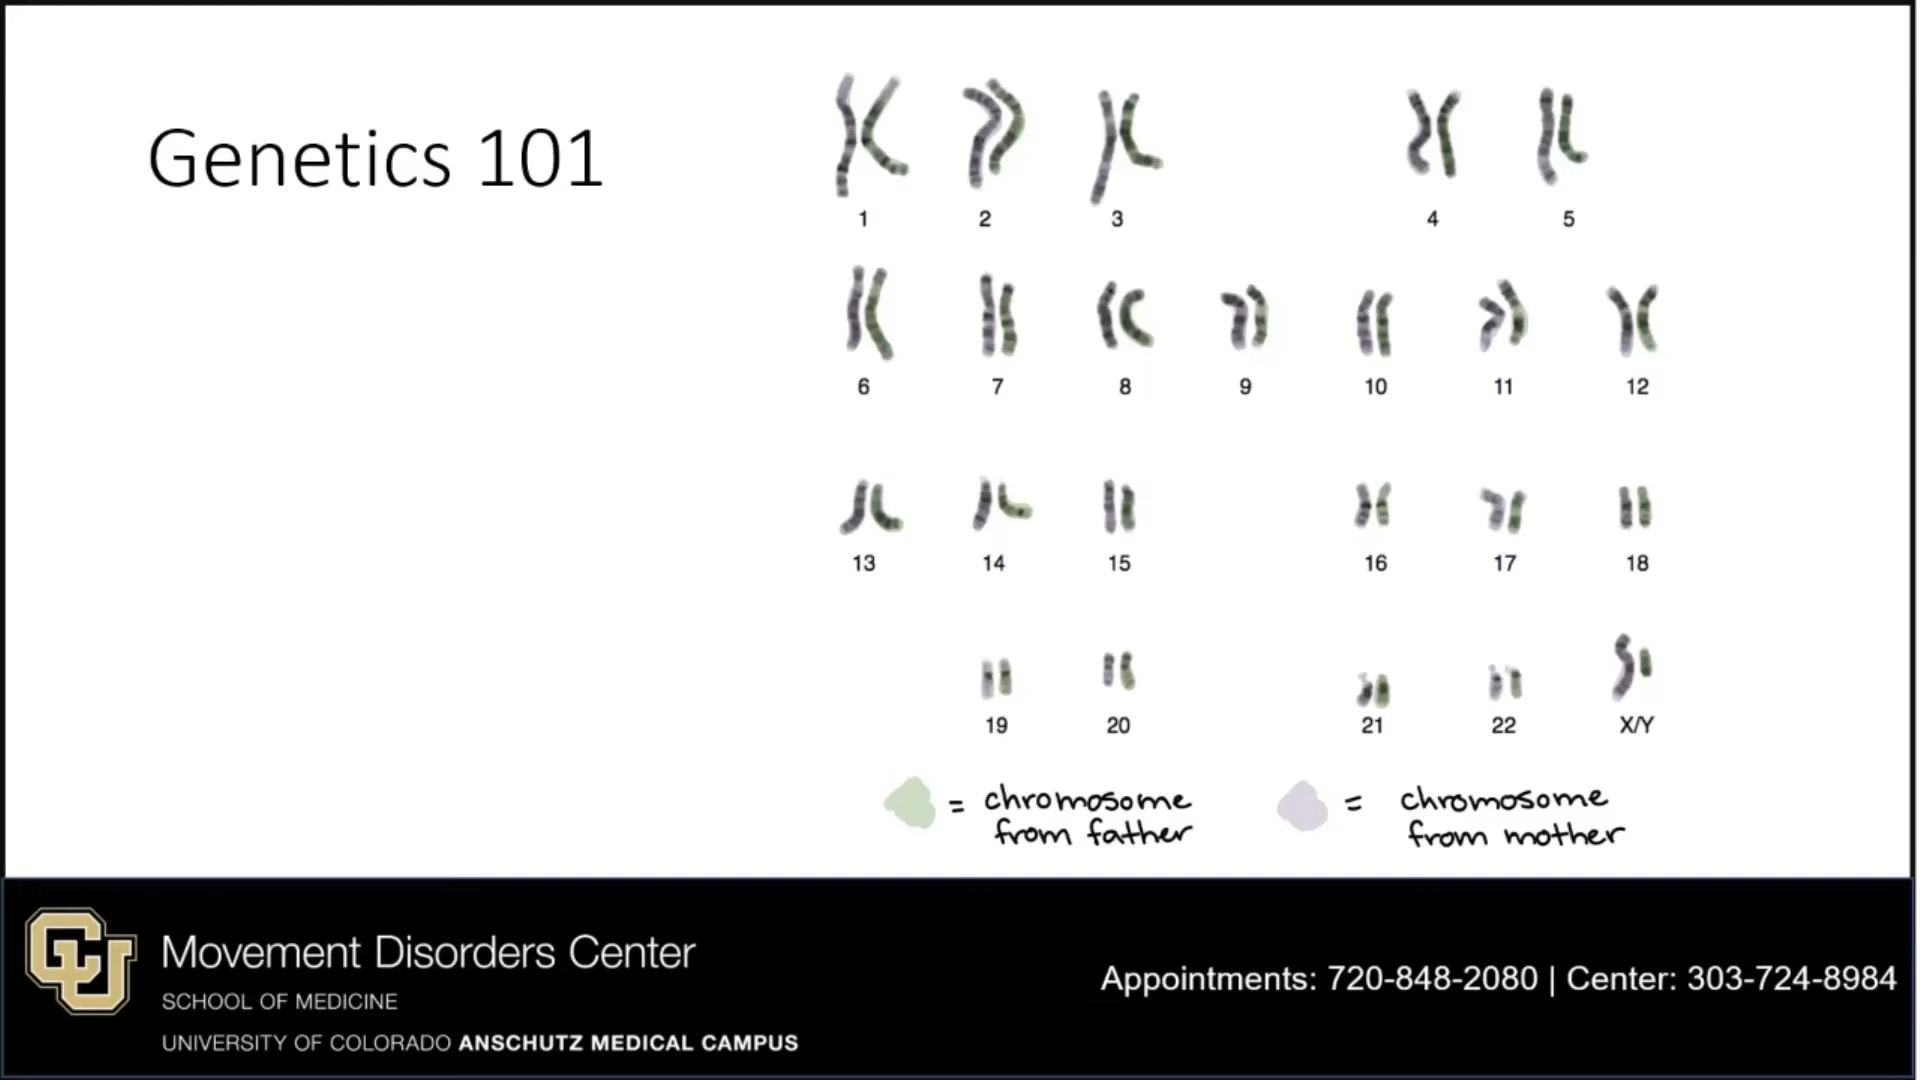 Genetics 101
1 2 3 4 5
6 7 8 9 10 11 12
13 14 15 16 17 18
19 20 21 22 X/Y
= chromosome
from father
= chromosome
from mother
CU
Movement Disorders Center
SCHOOL OF MEDICINE
UNIVERSITY OF COLORADO ANSCHUTZ MEDICAL CAMPUS
Appointments: 720-848-2080 | Center: 303-724-8984